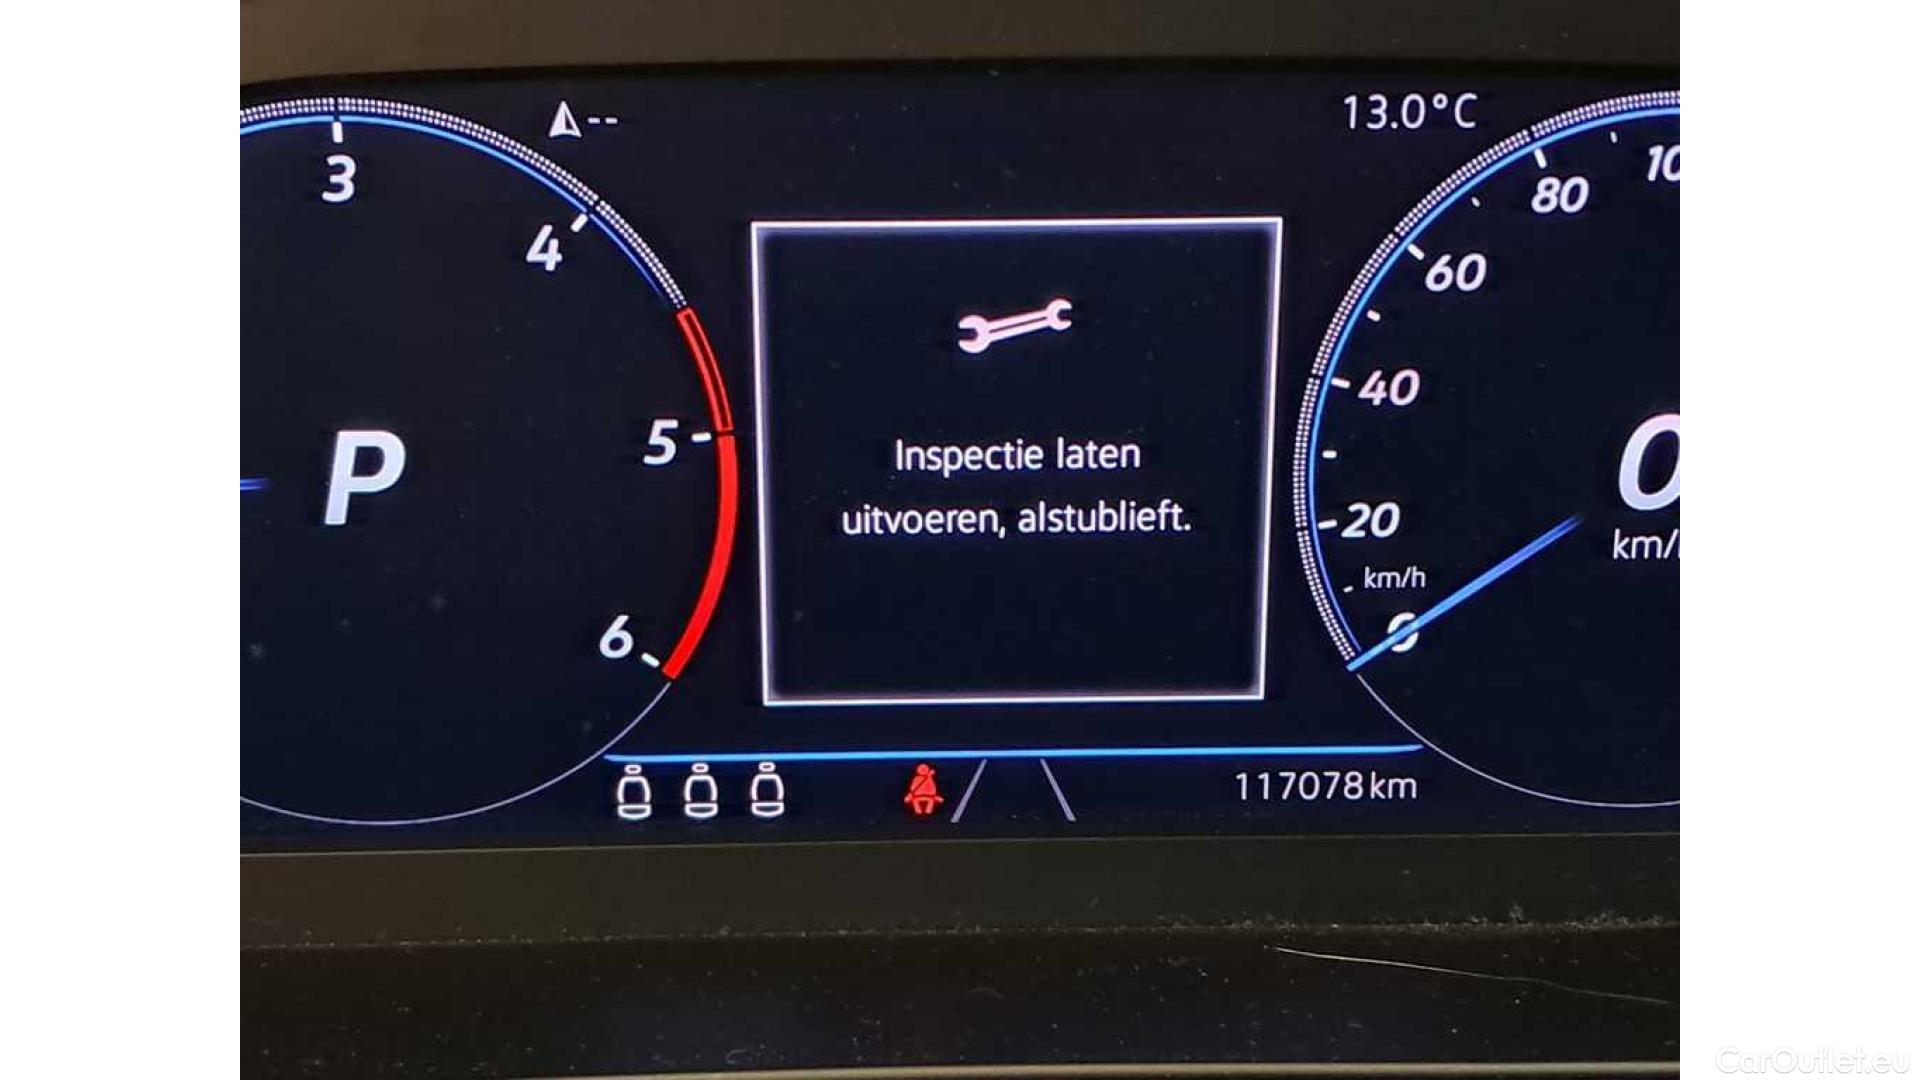 --
13.0°C
3
4
5
6
P
Inspectie laten
uitvoeren, alstublieft.
80
60
40
20
km/h
0
0
117078km
CarOutlet.eu